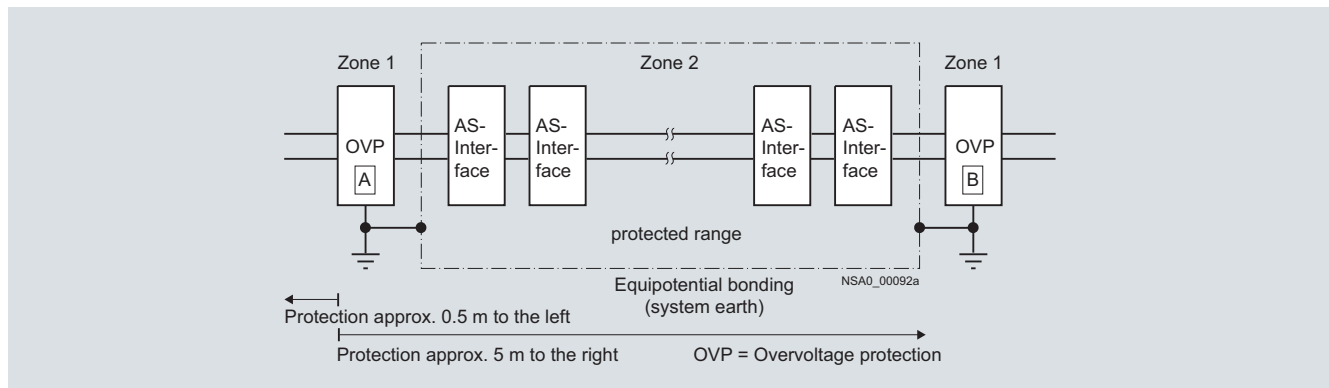 Zone 1
Zone 2
Zone 1
OVP
A
AS-
Inter-
face
AS-
Inter-
face
AS-
Inter-
face
AS-
Inter-
face
OVP
B
protected range
Equipotential bonding
(system earth)
NSA0_00092a
Protection approx. 0.5 m to the left
Protection approx. 5 m to the right
OVP = Overvoltage protection